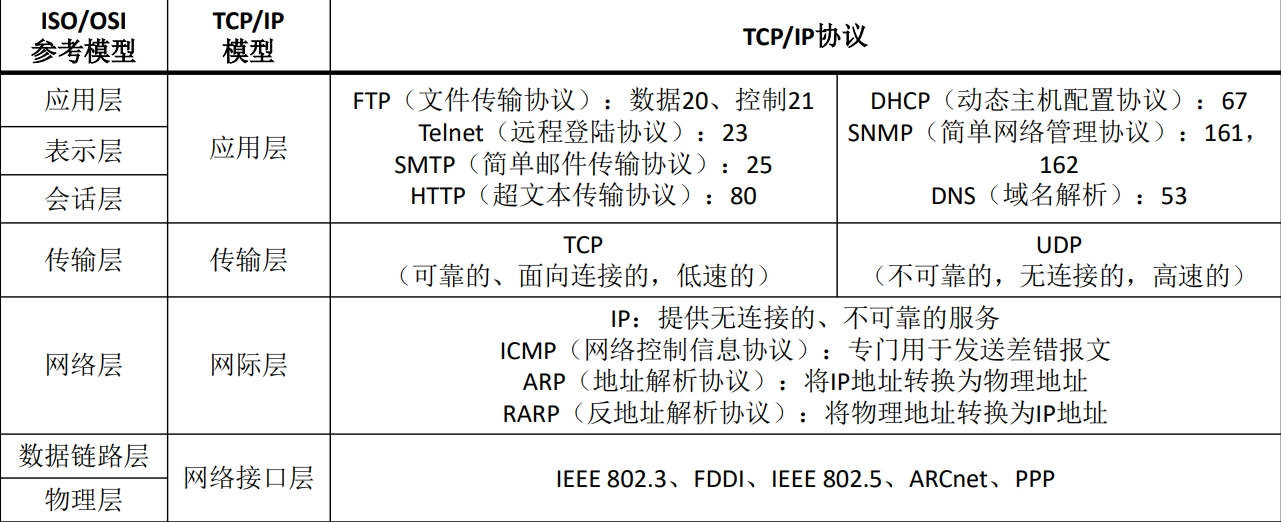 ISO/OSI
参考模型
TCP/IP
模型
TCP/IP协议
应用层
表示层
会话层
应用层
FTP（文件传输协议）：数据20、控制21
Telnet（远程登陆协议）：23
SMTP（简单邮件传输协议）：25
HTTP（超文本传输协议）：80
DHCP（动态主机配置协议）：67
SNMP（简单网络管理协议）：161，
162
DNS（域名解析）：53
传输层
传输层
TCP
（可靠的、面向连接的，低速的）
UDP
（不可靠的，无连接的，高速的）
网络层
网际层
IP：提供无连接的、不可靠的服务
ICMP（网络控制信息协议）：专门用于发送差错报文
ARP（地址解析协议）：将IP地址转换为物理地址
RARP（反地址解析协议）：将物理地址转换为IP地址
数据链路层
物理层
网络接口层
IEEE 802.3、FDDI、IEEE 802.5、ARCnet、PPP